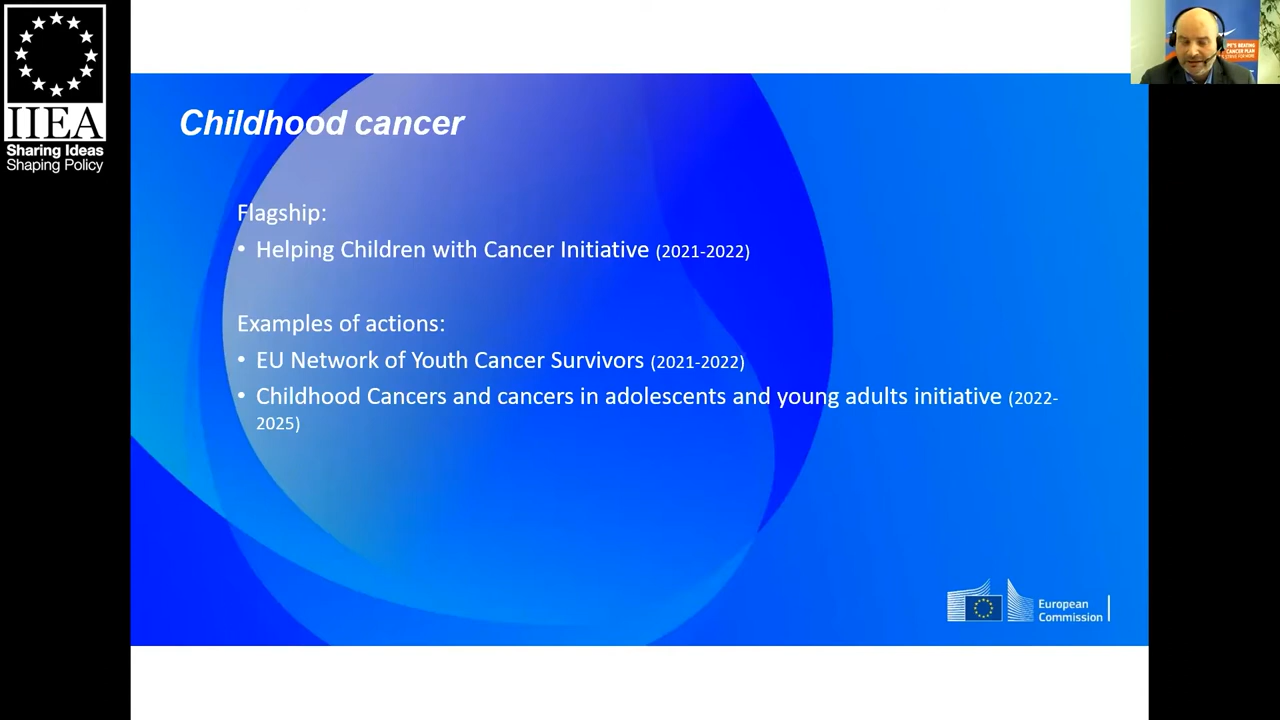 IIEA
Sharing Ideas
Shaping Policy
Childhood cancer
Flagship:
• Helping Children with Cancer Initiative (2021-2022)
Examples of actions:
• EU Network of Youth Cancer Survivors (2021-2022)
• Childhood Cancers and cancers in adolescents and young adults initiative (2022-
2025)
European
Commission
CANCER PLAN